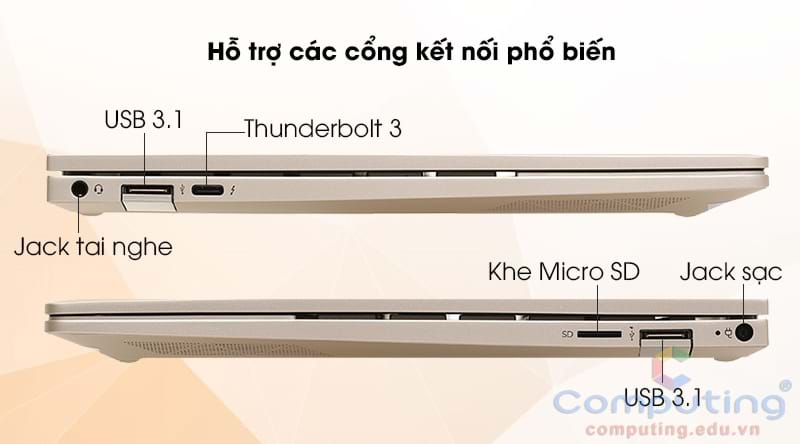 Hỗ trợ các cổng kết nối phổ biến
USB 3.1
Thunderbolt 3
Jack tai nghe
Khe Micro SD
Jack sạc
SD
USB 3.1
Computing®
computing.edu.vn